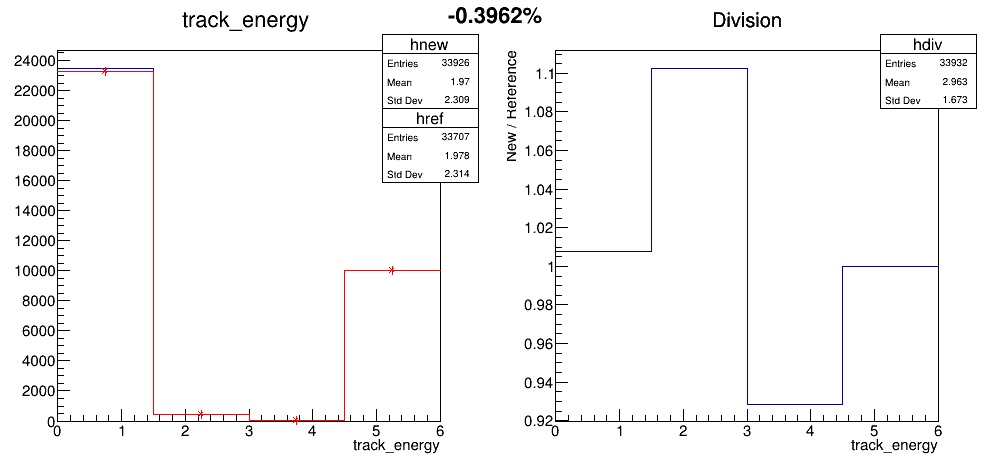 track_energy
-0.3962%
Division
hnew
Entries 33926
Mean 1.97
Std Dev 2.309
href
Entries 33707
Mean 1.978
Std Dev 2.314
24000
22000
20000
18000
16000
14000
12000
10000
8000
6000
4000
2000
0
0 1 2 3 4 5 6
track_energy
hdiv
Entries 33932
Mean 2.963
Std Dev 1.673
New / Reference
1.1
1.08
1.06
1.04
1.02
1
0.98
0.96
0.94
0.92
0 1 2 3 4 5 6
track_energy